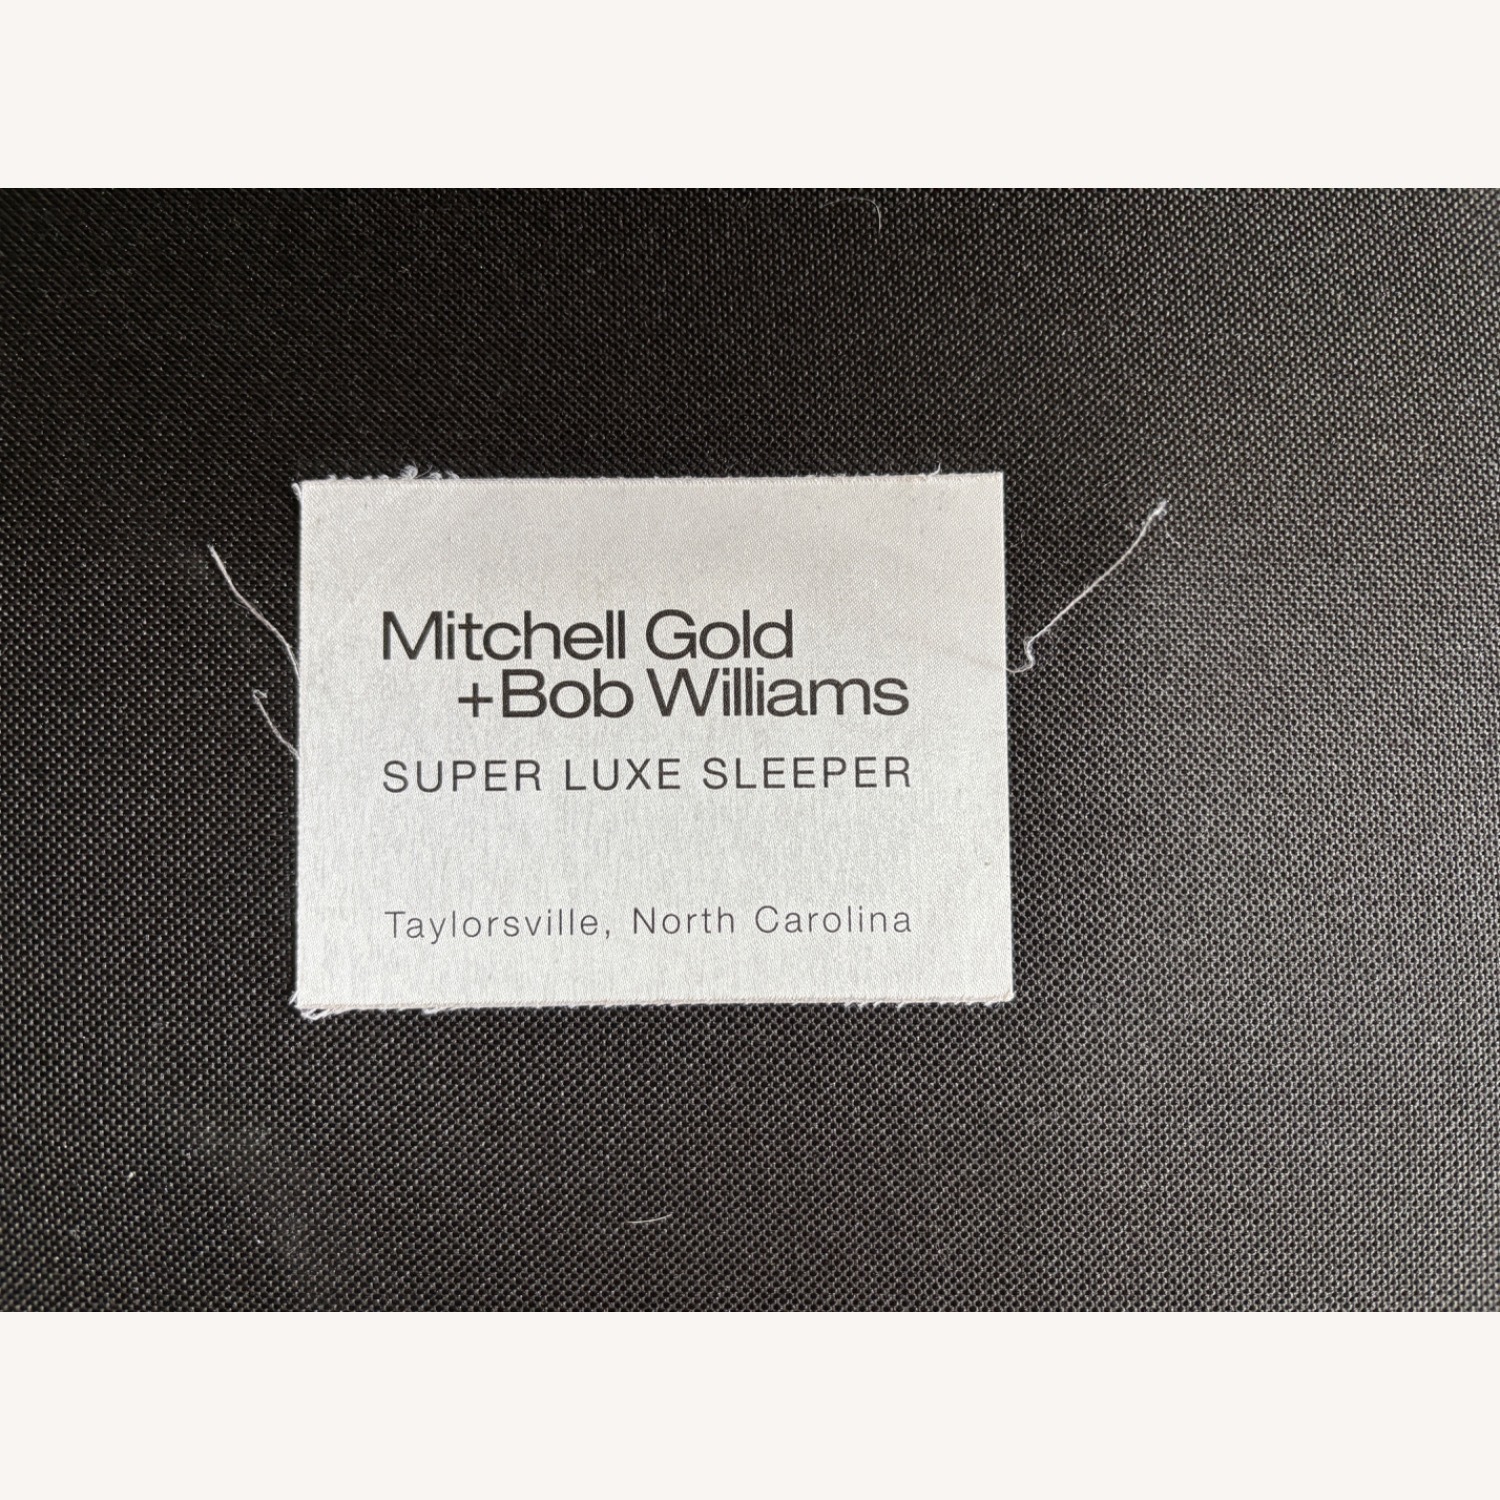 Mitchell Gold
+Bob Williams
SUPER LUXE SLEEPER
Taylorsville, North Carolina